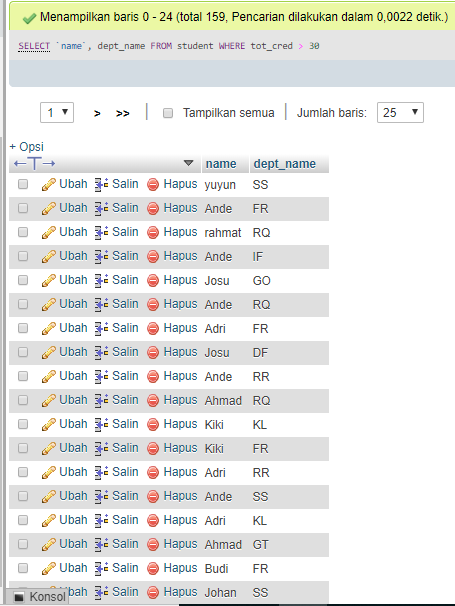 Menampilkan baris 0 - 24 (total 159, Pencarian dilakukan dalam 0,0022 detik.)
SELECT `name`, dept_name FROM student WHERE tot_cred > 30
1 > >> Tampilkan semua Jumlah baris: 25
+ Opsi
←T→ name dept_name
Ubah Salin Hapus yuyun SS
Ubah Salin Hapus Ande FR
Ubah Salin Hapus rahmat RQ
Ubah Salin Hapus Ande IF
Ubah Salin Hapus Josu GO
Ubah Salin Hapus Ande RQ
Ubah Salin Hapus Adri FR
Ubah Salin Hapus Josu DF
Ubah Salin Hapus Ande RR
Ubah Salin Hapus Ahmad RQ
Ubah Salin Hapus Kiki KL
Ubah Salin Hapus Kiki FR
Ubah Salin Hapus Adri RR
Ubah Salin Hapus Ande SS
Ubah Salin Hapus Adri KL
Ubah Salin Hapus Ahmad GT
Ubah Salin Hapus Budi FR
Konsol Ubah Salin Hapus Johan SS